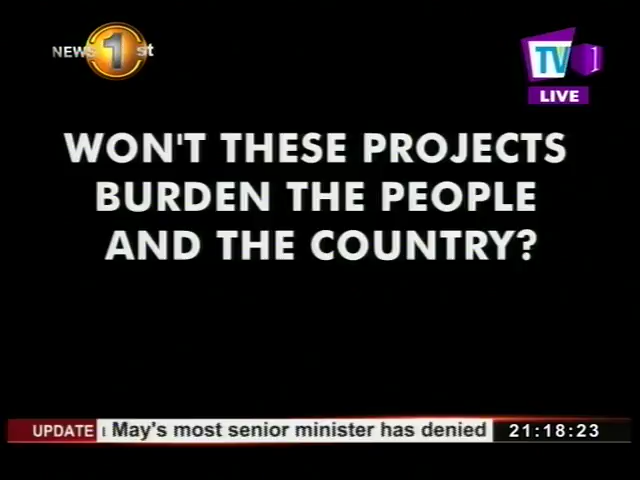 NEWS 1st
TV 1
LIVE
WON'T THESE PROJECTS
BURDEN THE PEOPLE
AND THE COUNTRY?
UPDATE May's most senior minister has denied 21:18:23